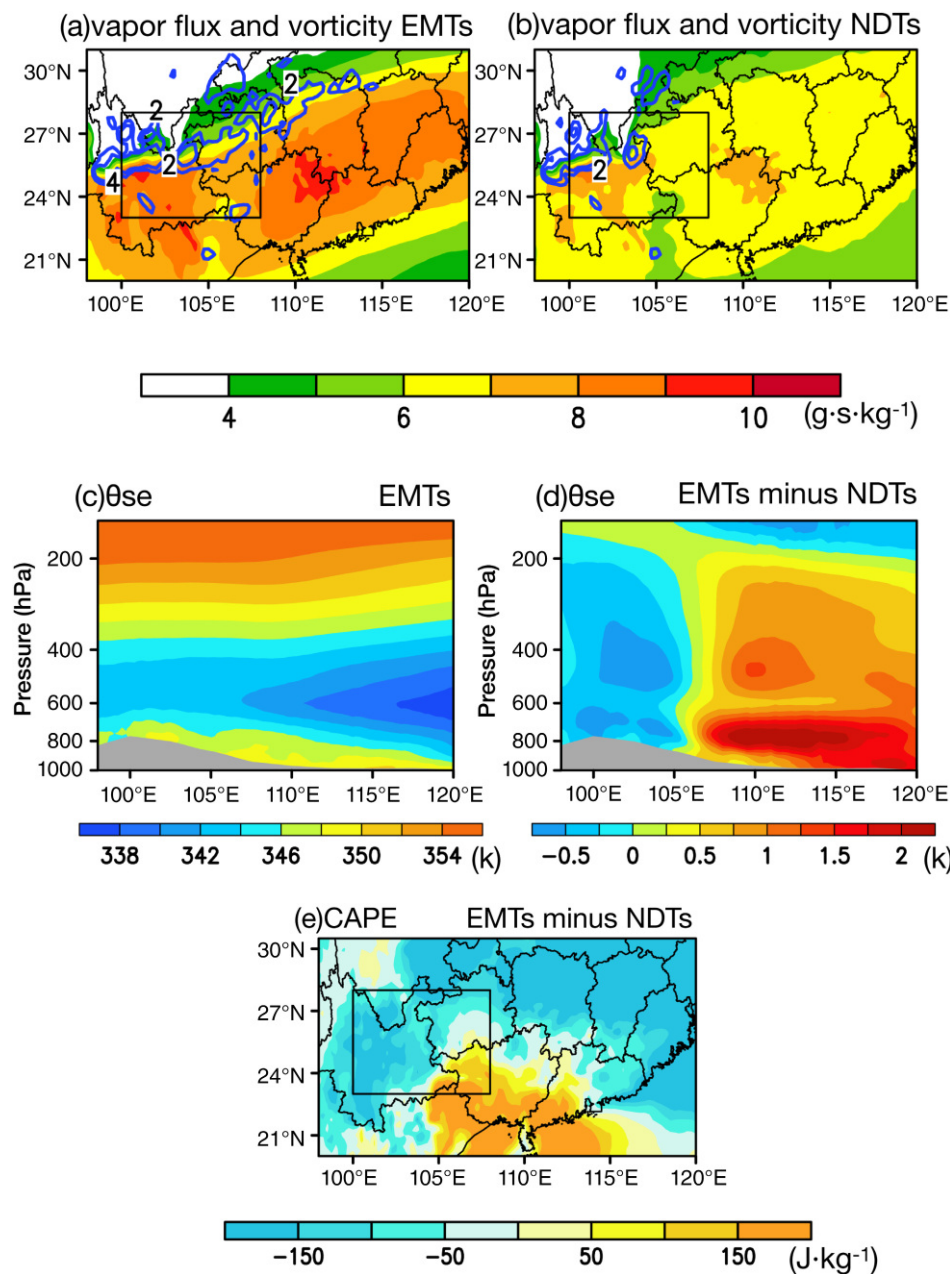 (a)vapor flux and vorticity EMTs (b)vapor flux and vorticity NDTs
30°N 30°N
2 2
27°N 27°N
2 2
4
24°N 24°N
21°N 21°N
100°E 105°E 110°E 115°E 120°E 100°E 105°E 110°E 115°E 120°E
4 6 8 10 (g·s·kg⁻¹)
(c)θse EMTs (d)θse EMTs minus NDTs
200 200
400 400
600 600
800 800
1000 1000
Pressure (hPa) Pressure (hPa)
100°E 105°E 110°E 115°E 120°E 100°E 105°E 110°E 115°E 120°E
338 342 346 350 354 (k) −0.5 0 0.5 1 1.5 2 (k)
(e)CAPE EMTs minus NDTs
30°N
27°N
24°N
21°N
100°E 105°E 110°E 115°E 120°E
−150 −50 50 150 (J·kg⁻¹)